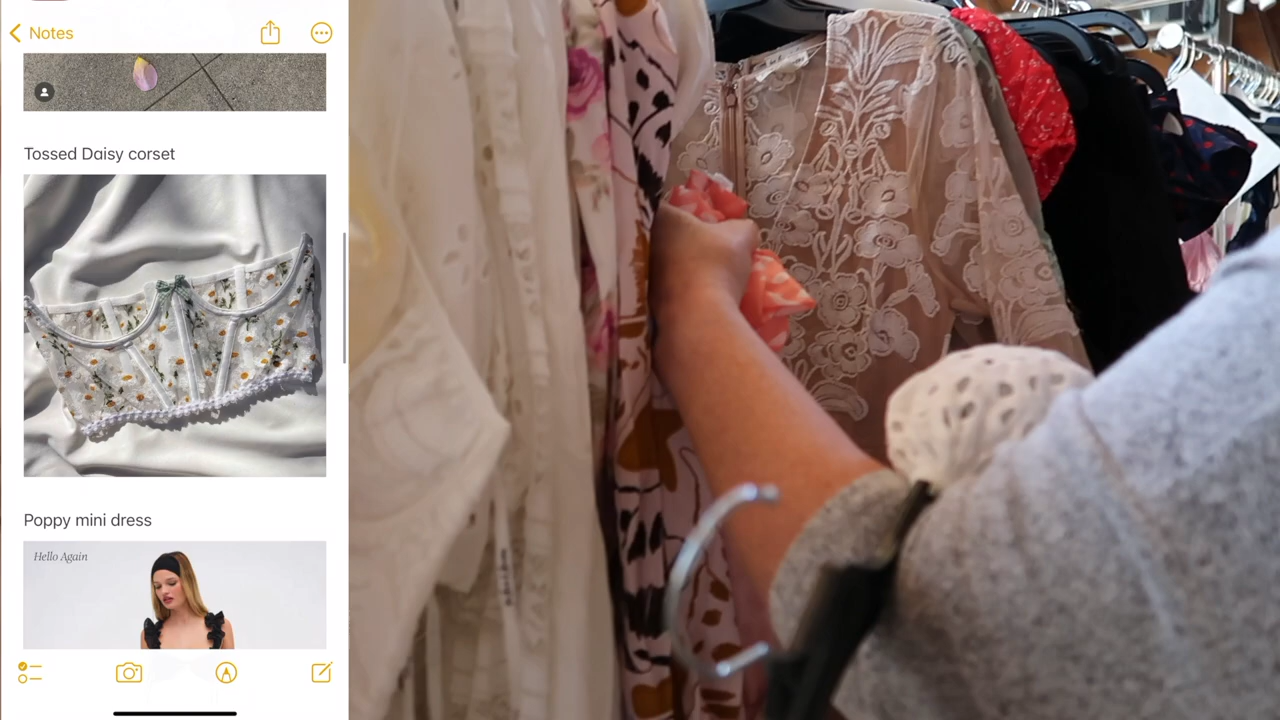 Notes
Tossed Daisy corset
Poppy mini dress
Hello Again